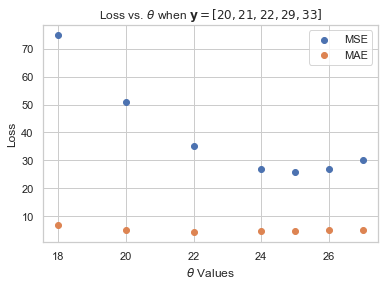 Loss vs. θ when y = [20, 21, 22, 29, 33]
MSE
MAE
Loss
70
60
50
40
30
20
10
18 20 22 24 26
θ Values